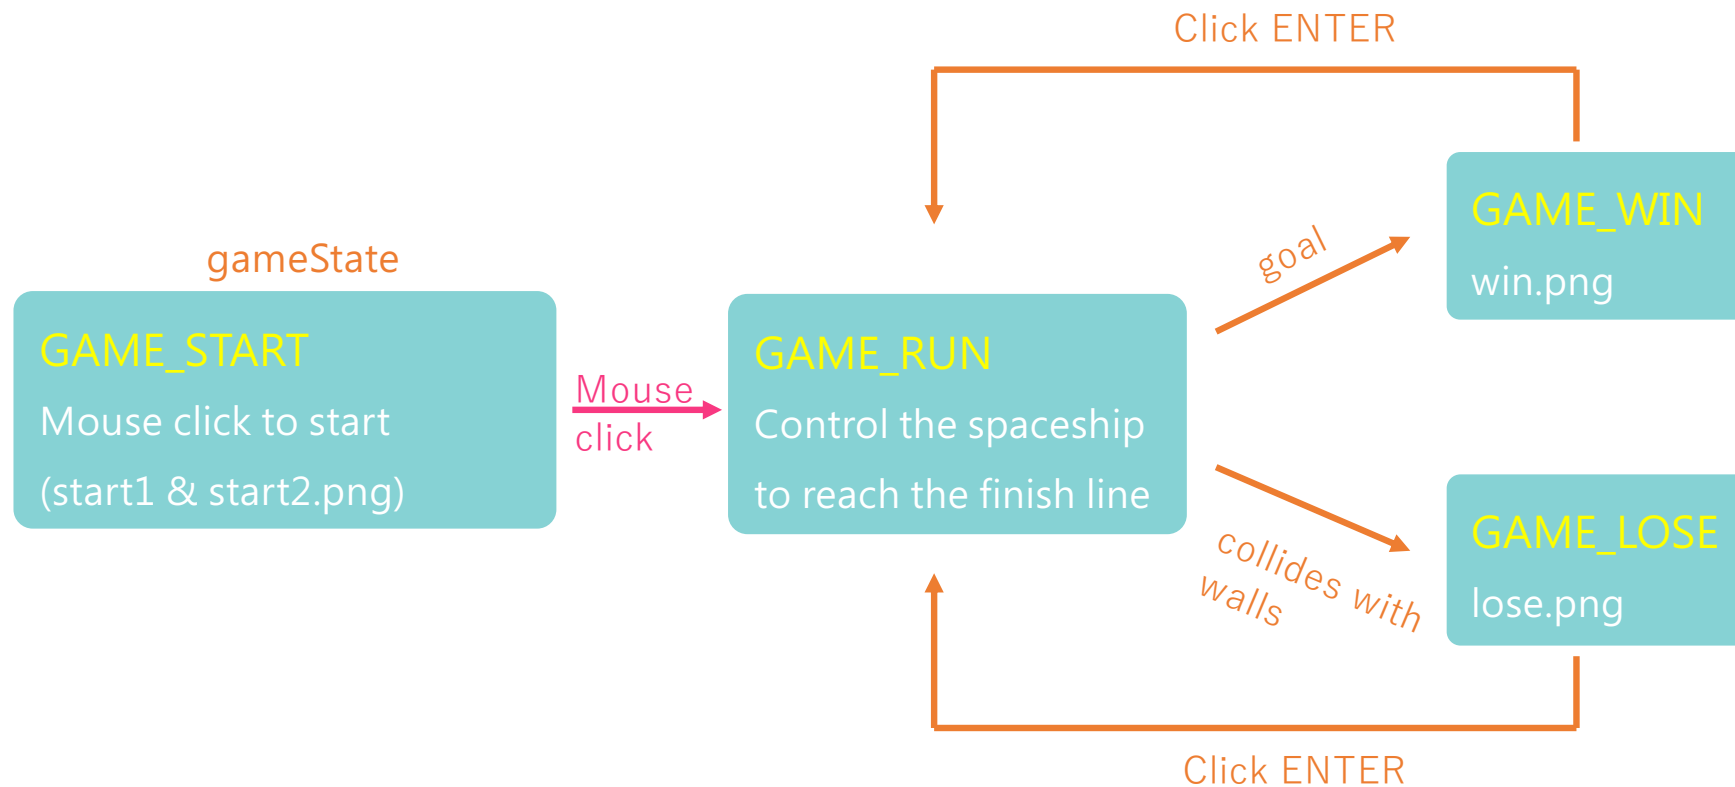 Click ENTER
gameState
GAME_START
Mouse click to start
(start1 & start2.png)
Mouse
click
GAME_RUN
Control the spaceship
to reach the finish line
goal
GAME_WIN
win.png
collides with
walls
GAME_LOSE
lose.png
Click ENTER